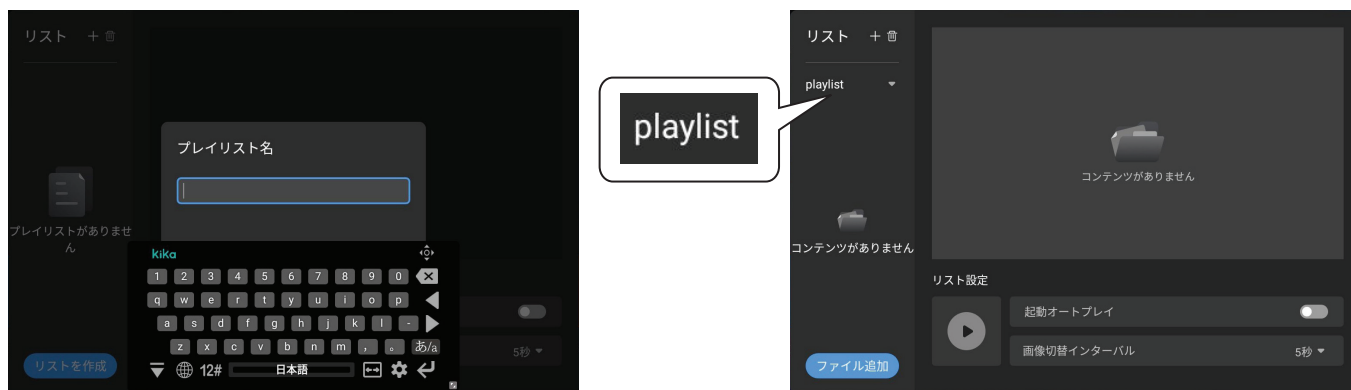 リスト ＋
プレイリスト名
プレイリストがありませ
ん
kika
1 2 3 4 5 6 7 8 9 0
q w e r t y u i o p
a s d f g h j k l -
z x c v b n m , 。 あ/a
12# 日本語
リストを作成
5秒
playlist
リスト ＋
playlist
コンテンツがありません
コンテンツがありません
リスト設定
起動オートプレイ
画像切替インターバル 5秒
ファイル追加